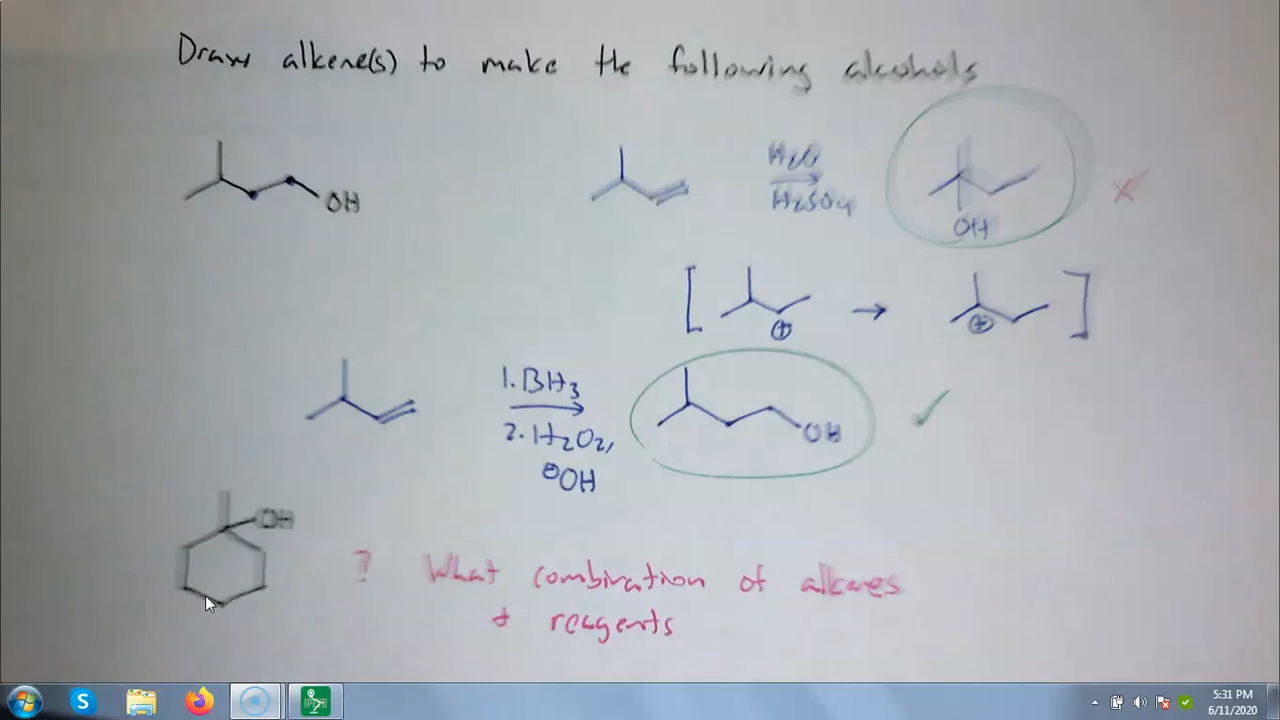 Draw alkene(s) to make the following alcohols
OH
H₂O
H₂SO₄
OH
⊕
→
⊕
1. BH₃
2. H₂O₂,
⊖OH
OH
OH
? What combination of alkenes
+ reagents
5:31 PM
6/11/2020